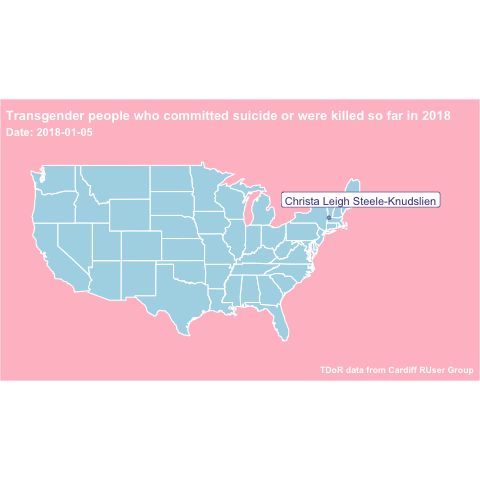 Transgender people who committed suicide or were killed so far in 2018
Date: 2018-01-05
Christa Leigh Steele-Knudslien
TDoR data from Cardiff RUser Group